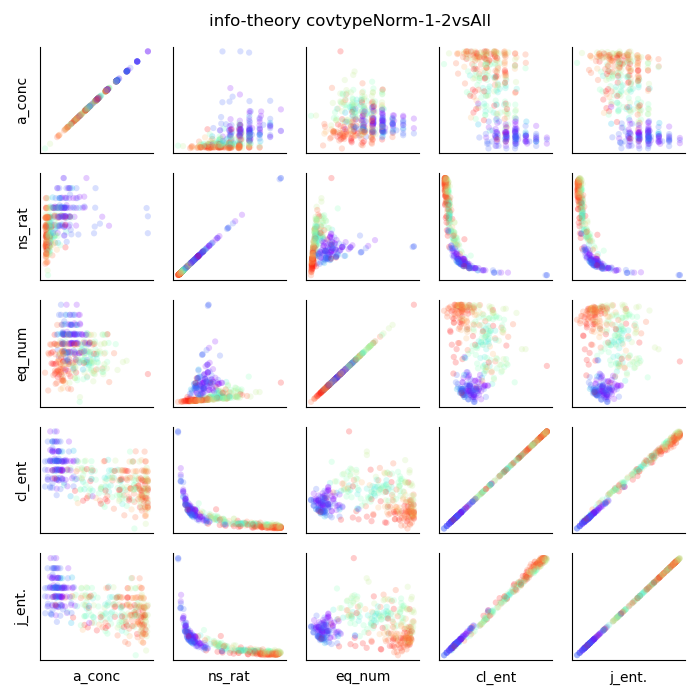 info-theory covtypeNorm-1-2vsAll
a_conc
ns_rat
eq_num
cl_ent
j_ent.
a_conc ns_rat eq_num cl_ent j_ent.